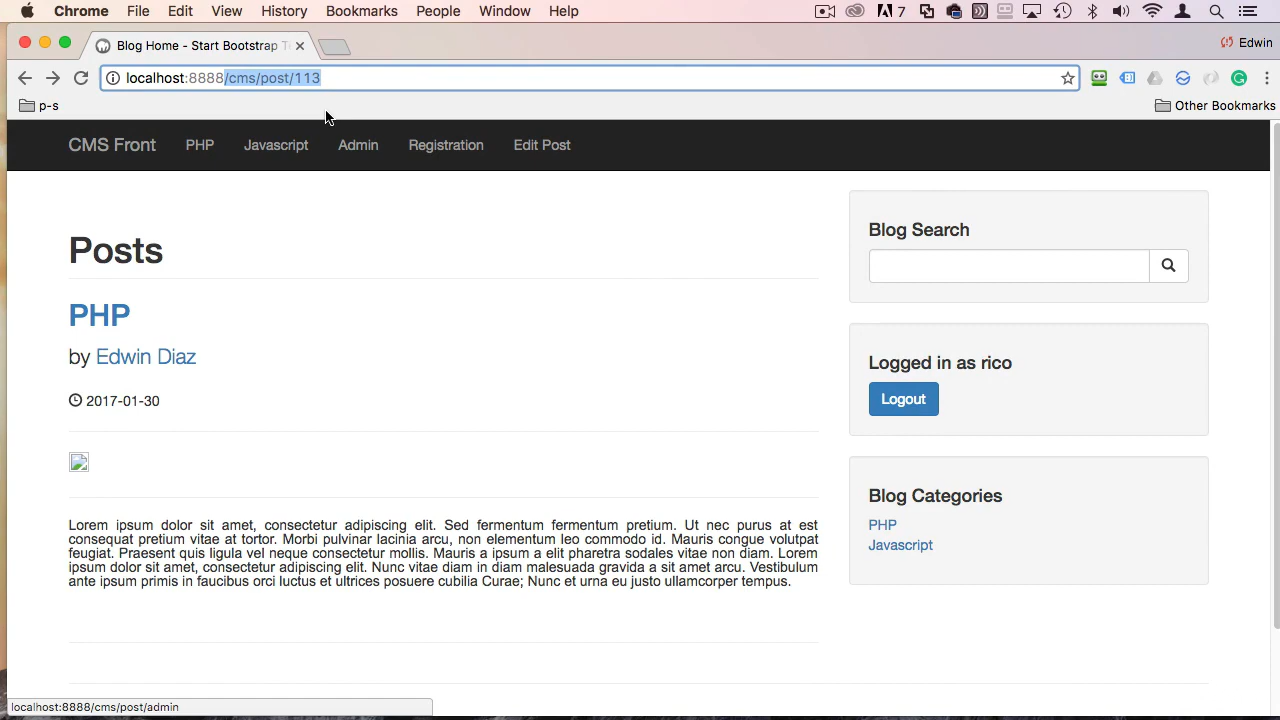 Chrome File Edit View History Bookmarks People Window Help 7
Blog Home - Start Bootstrap T Edwin
localhost:8888/cms/post/113
p-s Other Bookmarks
CMS Front PHP Javascript Admin Registration Edit Post
Posts
PHP
by Edwin Diaz
2017-01-30
Lorem ipsum dolor sit amet, consectetur adipiscing elit. Sed fermentum fermentum pretium. Ut nec purus at est
consequat pretium vitae at tortor. Morbi pulvinar lacinia arcu, non elementum leo commodo id. Mauris congue volutpat
feugiat. Praesent quis ligula vel neque consectetur mollis. Mauris a ipsum a elit pharetra sodales vitae non diam. Lorem
ipsum dolor sit amet, consectetur adipiscing elit. Nunc vitae diam in diam malesuada gravida a sit amet arcu. Vestibulum
ante ipsum primis in faucibus orci luctus et ultrices posuere cubilia Curae; Nunc et urna eu justo ullamcorper tempus.
Blog Search
Logged in as rico
Logout
Blog Categories
PHP
Javascript
localhost:8888/cms/post/admin